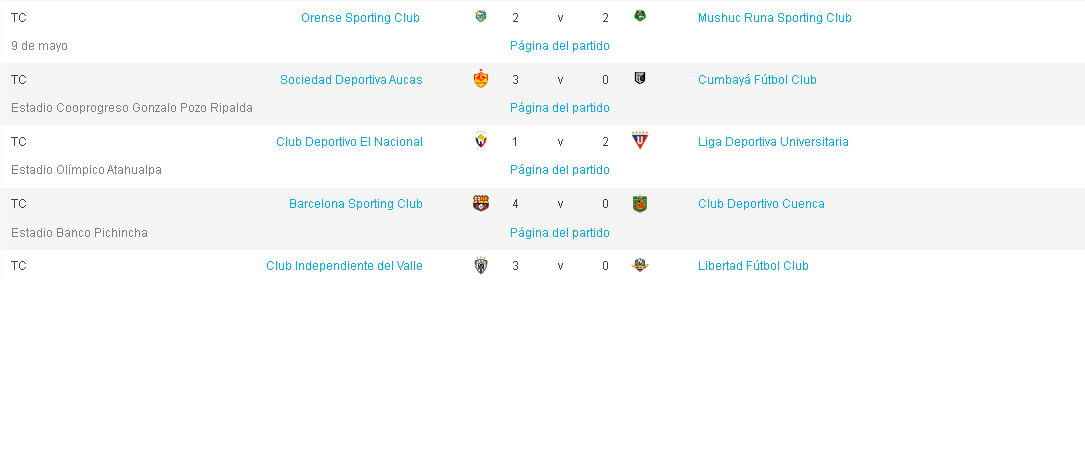 TC Orense Sporting Club 2 v 2 Mushuc Runa Sporting Club
9 de mayo Página del partido
TC Sociedad Deportiva Aucas 3 v 0 Cumbayá Fútbol Club
Estadio Cooprogreso Gonzalo Pozo Ripalda Página del partido
TC Club Deportivo El Nacional 1 v 2 Liga Deportiva Universitaria
Estadio Olímpico Atahualpa Página del partido
TC Barcelona Sporting Club 4 v 0 Club Deportivo Cuenca
Estadio Banco Pichincha Página del partido
TC Club Independiente del Valle 3 v 0 Libertad Fútbol Club